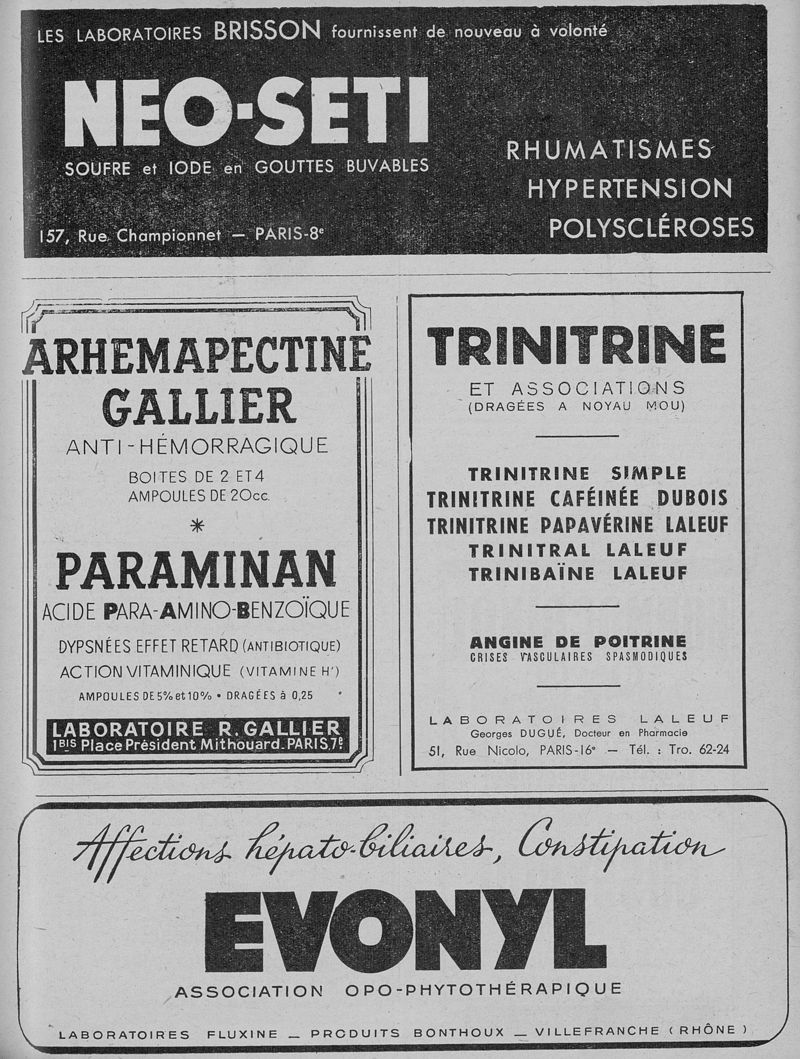 LES LABORATOIRES BRISSON fournissent de nouveau à volonté
NEO-SETI
SOUFRE et IODE en GOUTTES BUVABLES
RHUMATISMES
HYPERTENSION
POLYSCLÉROSES
157, Rue Championnet — PARIS-8e
ARHEMAPECTINE
GALLIER
ANTI-HÉMORRAGIQUE
BOITES DE 2 ET 4
AMPOULES DE 20cc.
*
PARAMINAN
ACIDE PARA-AMINO-BENZOÏQUE
DYPSNÉES EFFET RETARD (ANTIBIOTIQUE)
ACTION VITAMINIQUE (VITAMINE H')
AMPOULES DE 5% et 10% • DRAGÉES à 0,25
LABORATOIRE R. GALLIER
1BIS Place Président Mithouard. PARIS 7e
TRINITRINE
ET ASSOCIATIONS
(DRAGÉES A NOYAU MOU)
TRINITRINE SIMPLE
TRINITRINE CAFÉINÉE DUBOIS
TRINITRINE PAPAVÉRINE LALEUF
TRINITRAL LALEUF
TRINIBAÏNE LALEUF
ANGINE DE POITRINE
CRISES VASCULAIRES SPASMODIQUES
LABORATOIRES LALEUF
Georges DUGUÉ, Docteur en Pharmacie
51, Rue Nicolo, PARIS-16e — Tél. : Tro. 62-24
Affections hépato-biliaires, Constipation
EVONYL
ASSOCIATION OPO-PHYTOTHÉRAPIQUE
LABORATOIRES FLUXINE — PRODUITS BONTHOUX — VILLEFRANCHE (RHÔNE)